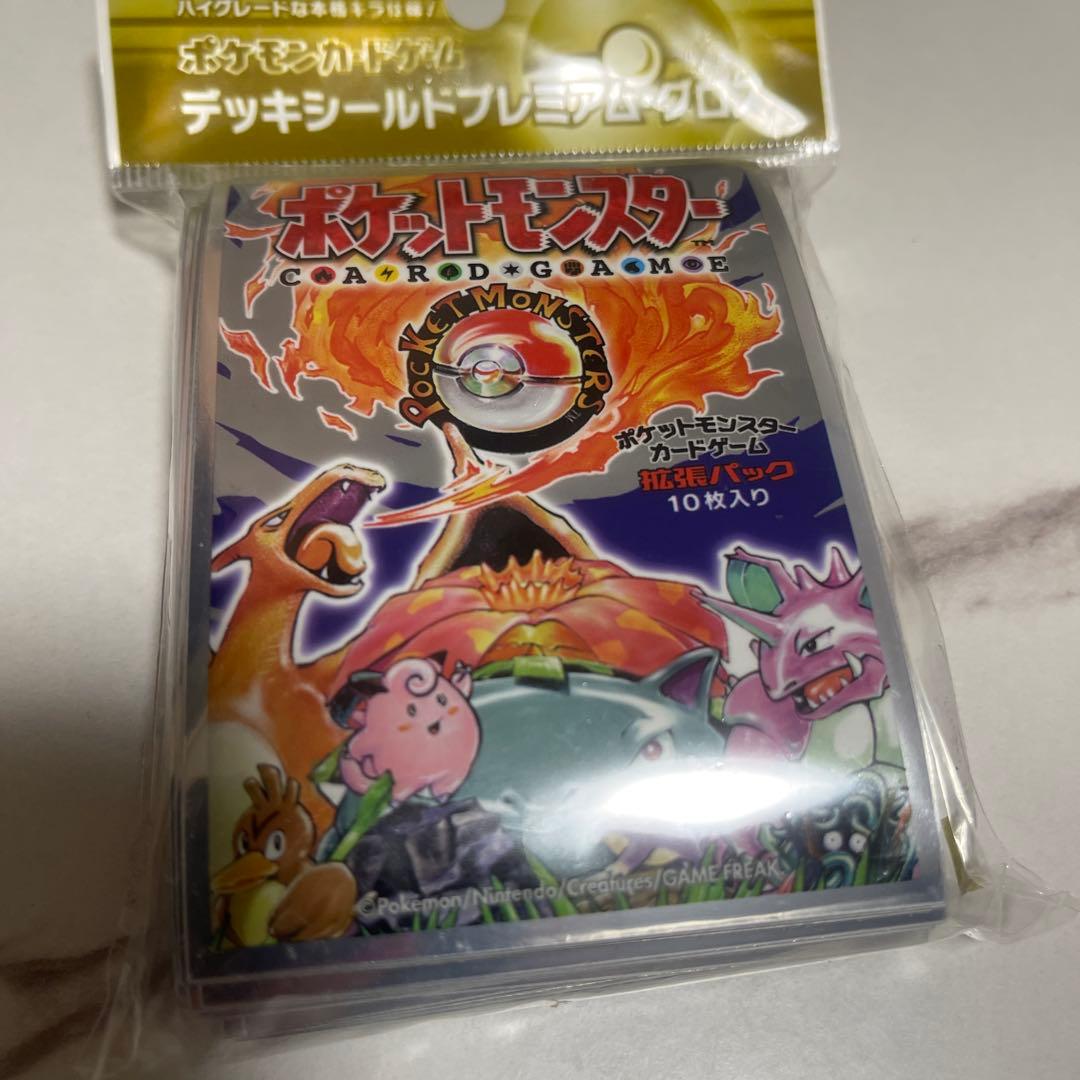 ハイグレードな本格キラ仕様!
ポケモンカードゲーム
デッキシールドプレミアム・グロス
ポケットモンスター™
CARD★GAME
POCKET MONSTERS™
ポケットモンスター
カードゲーム
拡張パック
10枚入り
©Pokémon/Nintendo/Creatures/GAME FREAK.